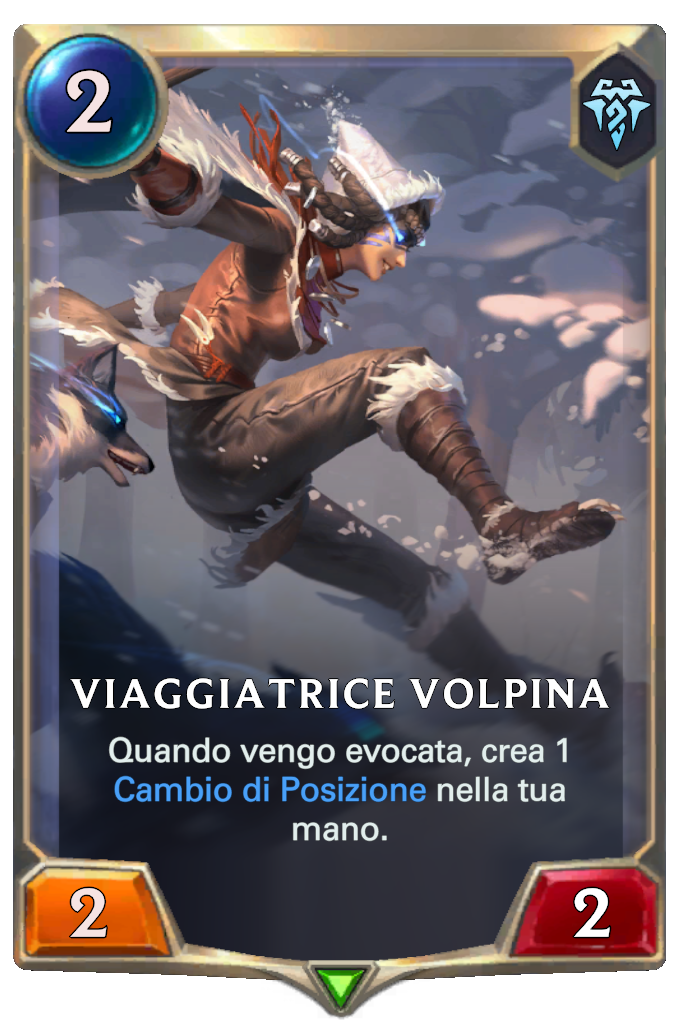 2
VIAGGIATRICE VOLPINA
Quando vengo evocata, crea 1
Cambio di Posizione nella tua
mano.
2
2